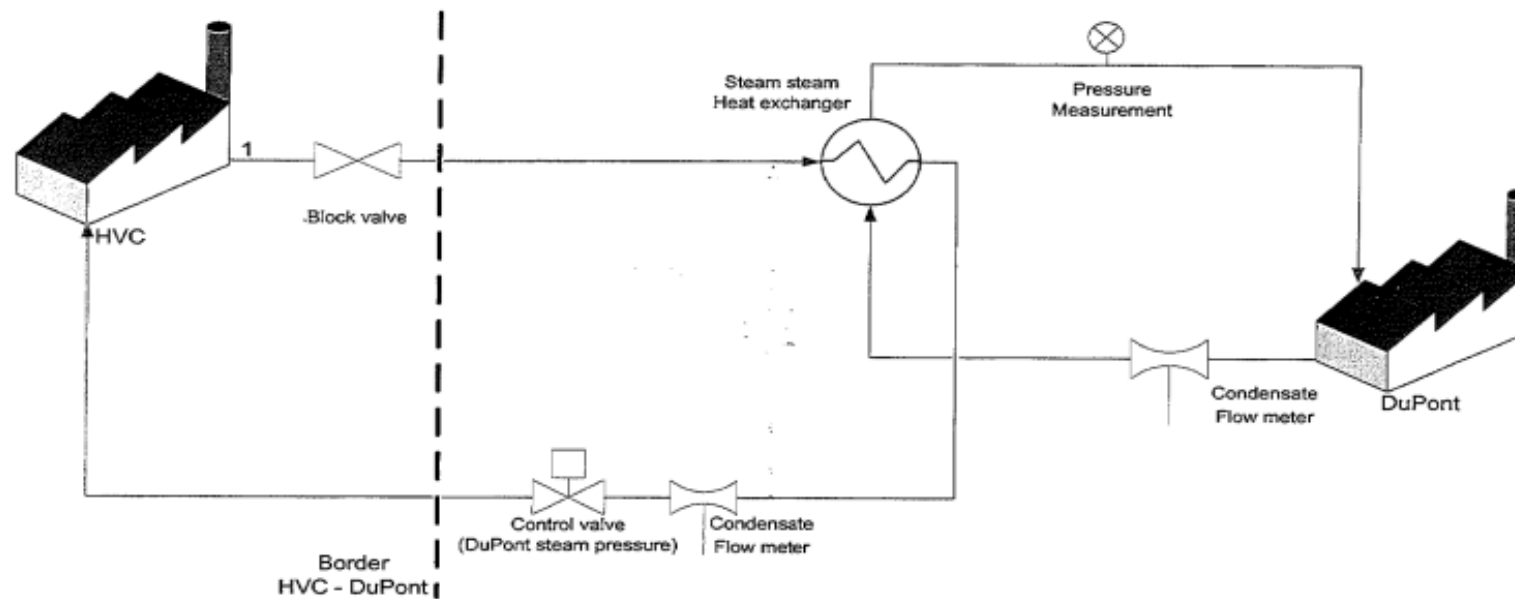 Steam steam
Heat exchanger
Pressure
Measurement
1
Block valve
HVC
Condensate
Flow meter
DuPont
Control valve
(DuPont steam pressure)
Condensate
Flow meter
Border
HVC - DuPont